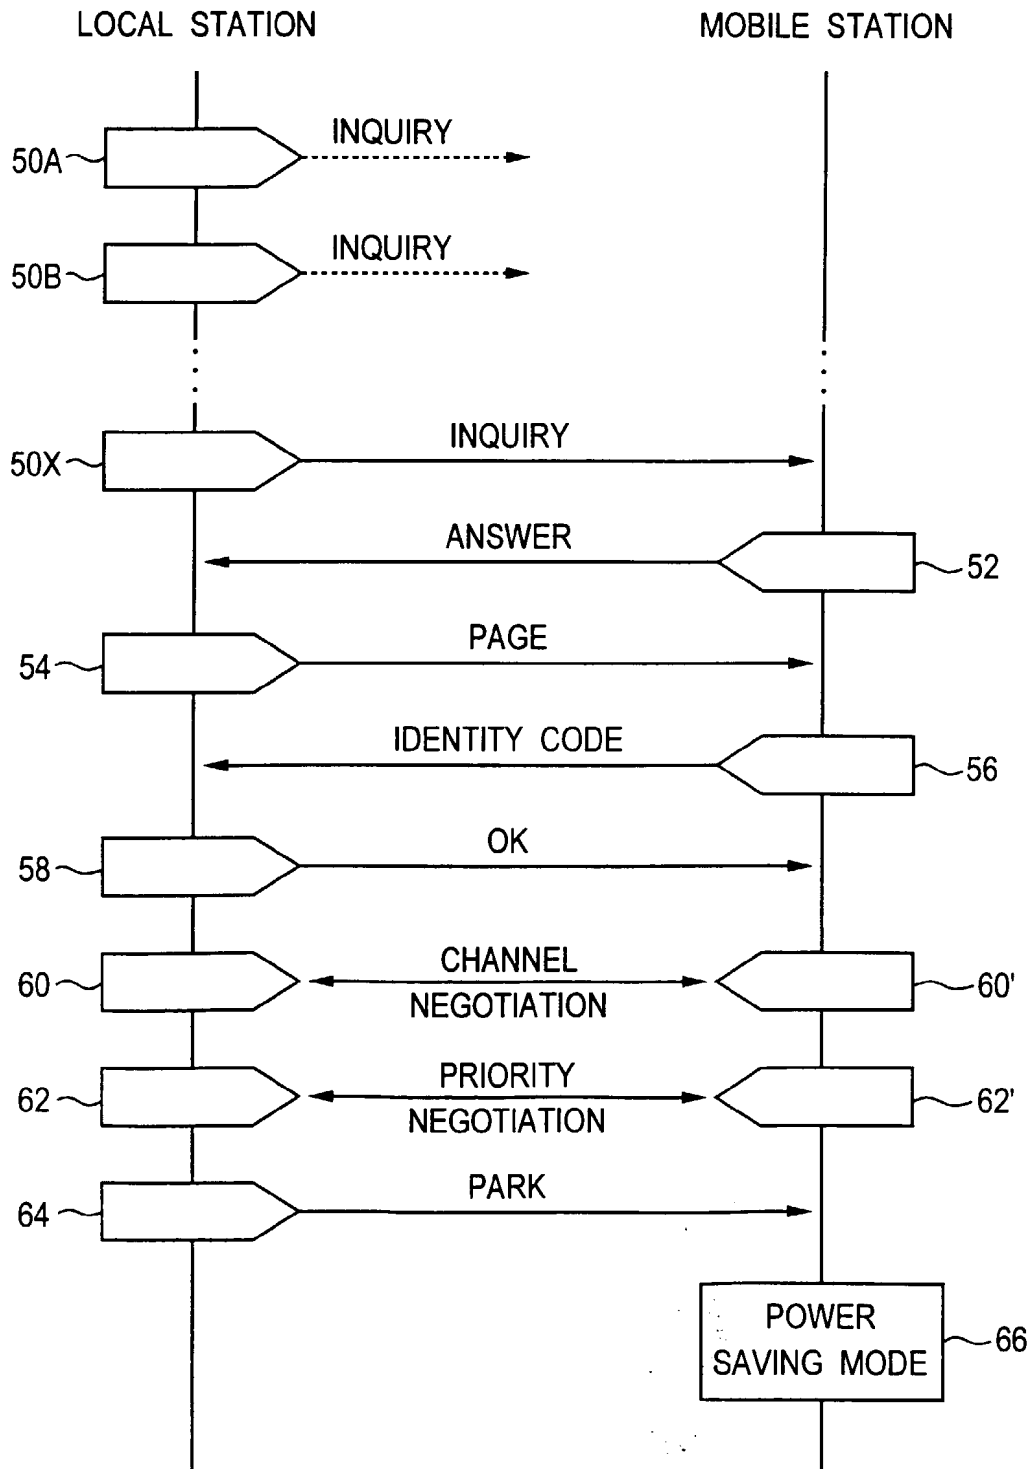 LOCAL STATION
MOBILE STATION
INQUIRY
50A
INQUIRY
50B
INQUIRY
50X
ANSWER
52
PAGE
54
IDENTITY CODE
56
OK
58
CHANNEL
NEGOTIATION
60
60'
PRIORITY
NEGOTIATION
62
62'
PARK
64
POWER
SAVING MODE
66